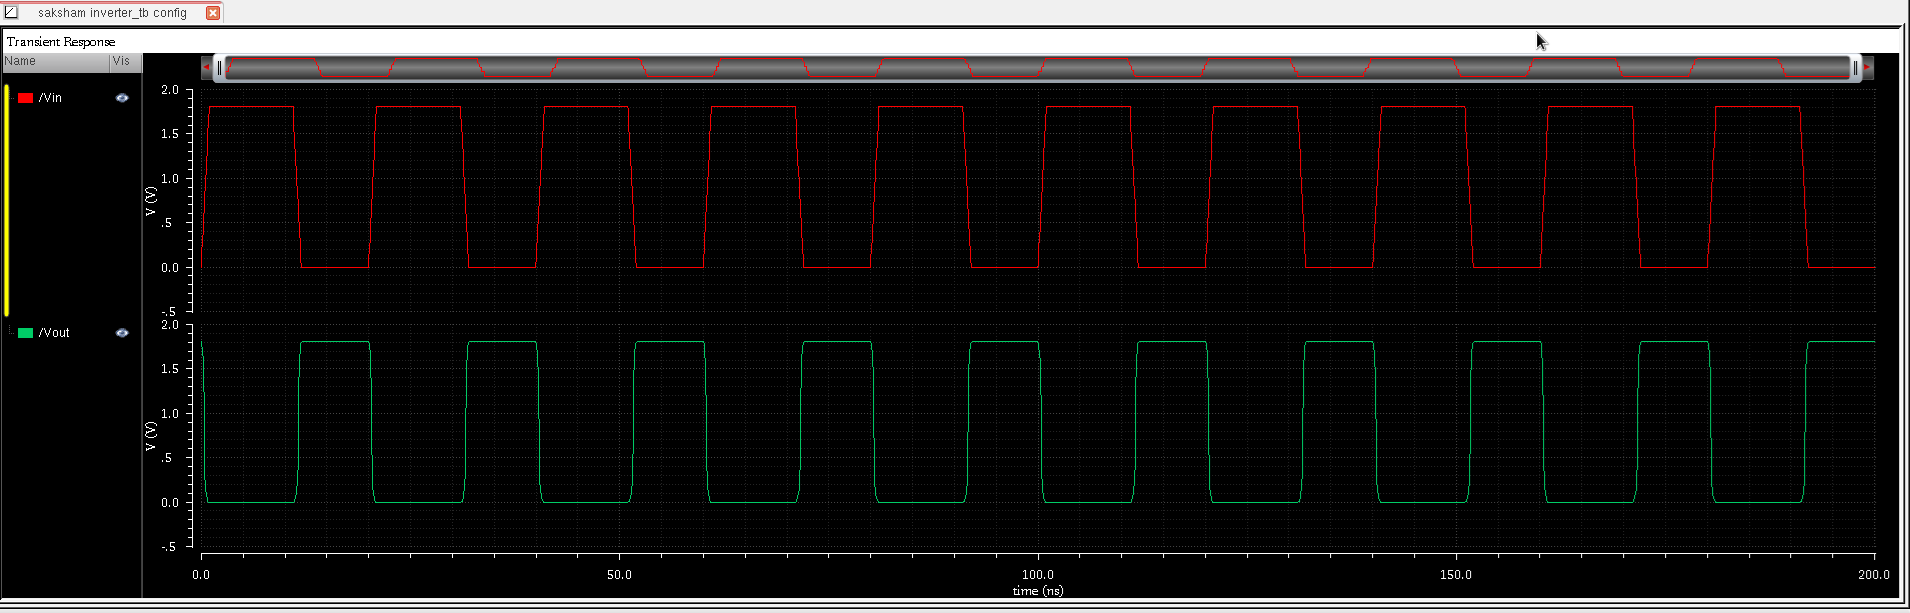 saksham inverter_tb config
Transient Response
Name Vis
/Vin
2.0
1.5
1.0
.5
0.0
-.5
V (V)
/Vout
2.0
1.5
1.0
.5
0.0
-.5
V (V)
0.0 50.0 100.0 150.0 200.0
time (ns)